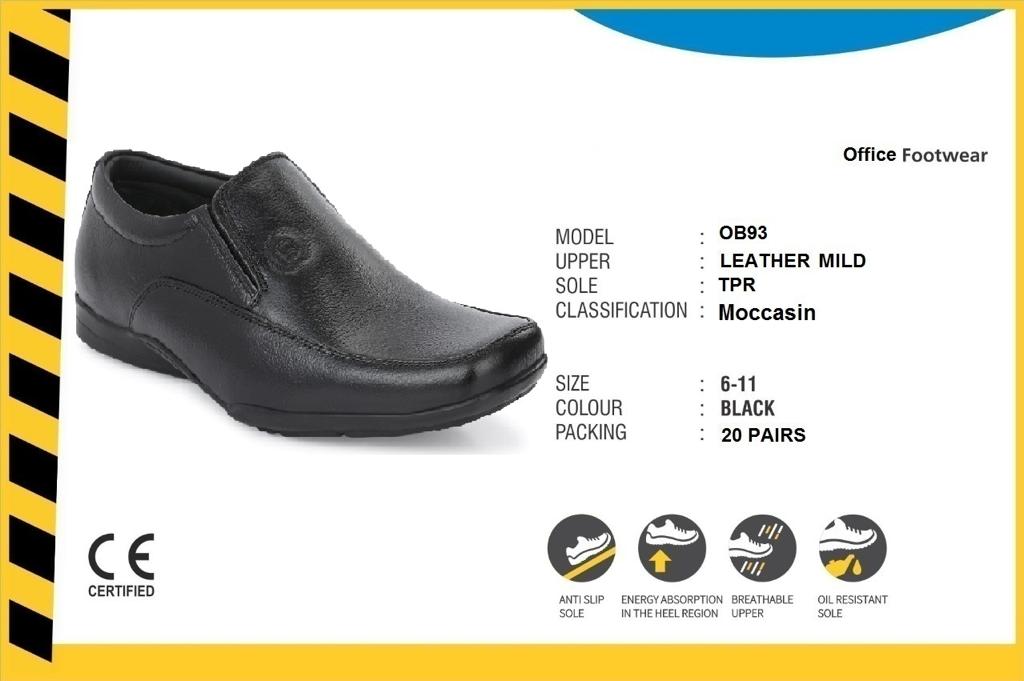 Office Footwear
MODEL : OB93
UPPER : LEATHER MILD
SOLE : TPR
CLASSIFICATION : Moccasin
SIZE : 6-11
COLOUR : BLACK
PACKING : 20 PAIRS
CE
CERTIFIED
ANTI SLIP
SOLE
ENERGY ABSORPTION
IN THE HEEL REGION
BREATHABLE
UPPER
OIL RESISTANT
SOLE